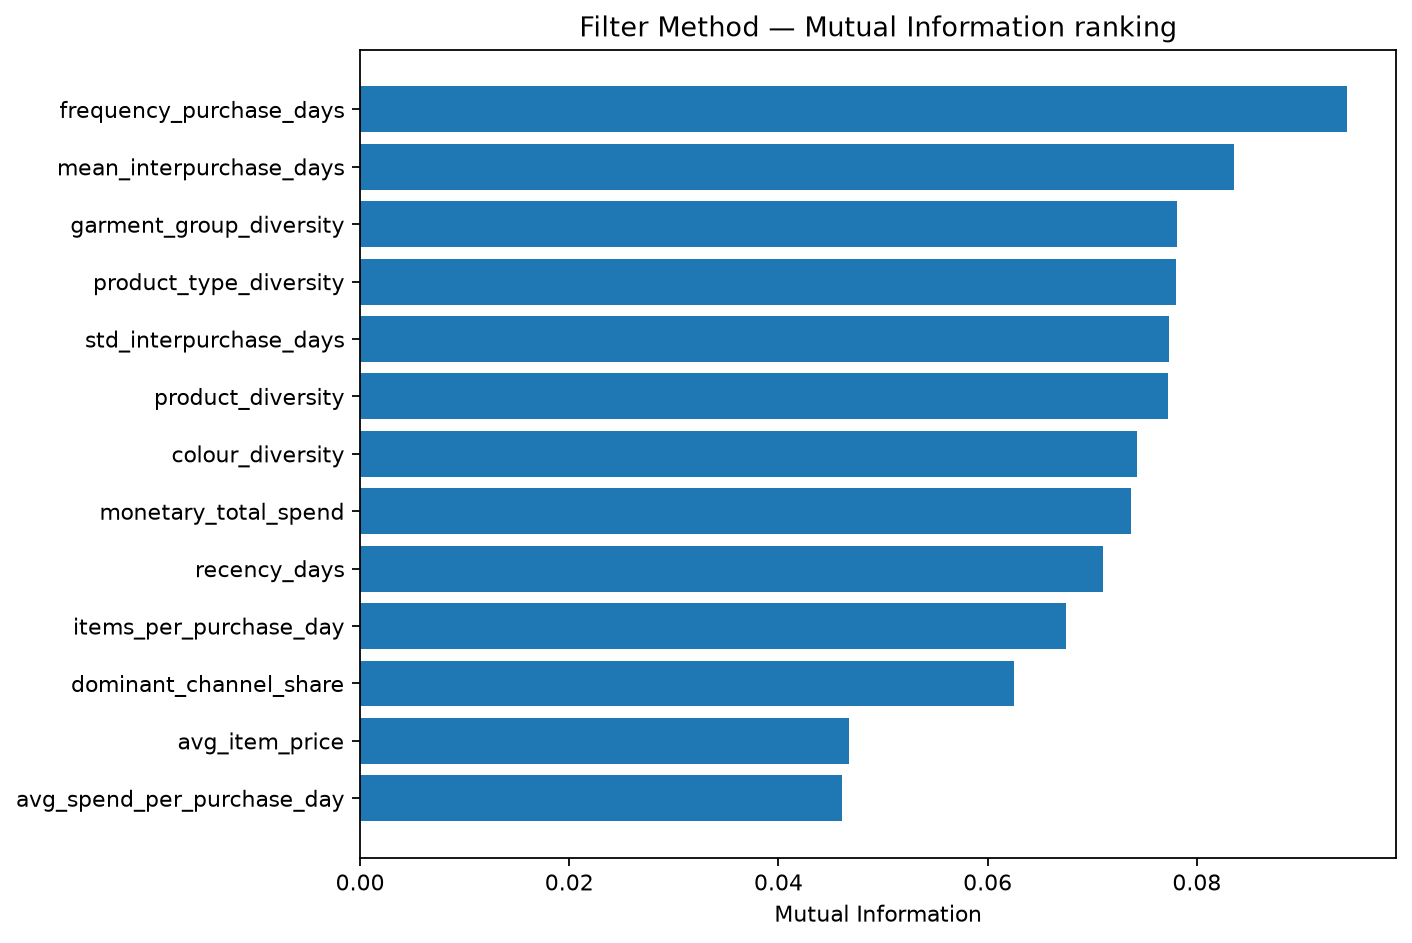 Filter Method — Mutual Information ranking
frequency_purchase_days
mean_interpurchase_days
garment_group_diversity
product_type_diversity
std_interpurchase_days
product_diversity
colour_diversity
monetary_total_spend
recency_days
items_per_purchase_day
dominant_channel_share
avg_item_price
avg_spend_per_purchase_day
0.00 0.02 0.04 0.06 0.08
Mutual Information